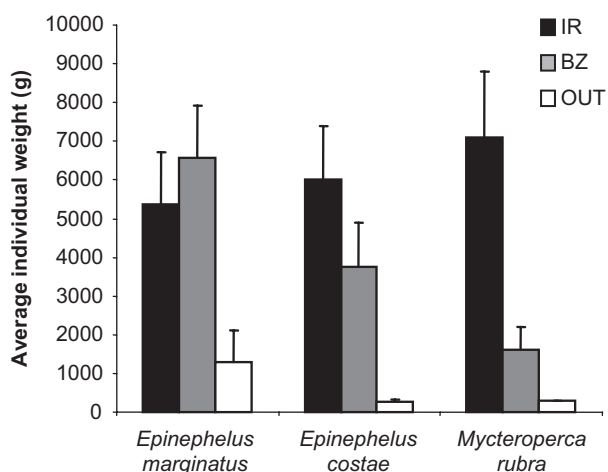 IR
BZ
OUT
Average individual weight (g)
10000
9000
8000
7000
6000
5000
4000
3000
2000
1000
0
Epinephelus
marginatus
Epinephelus
costae
Mycteroperca
rubra